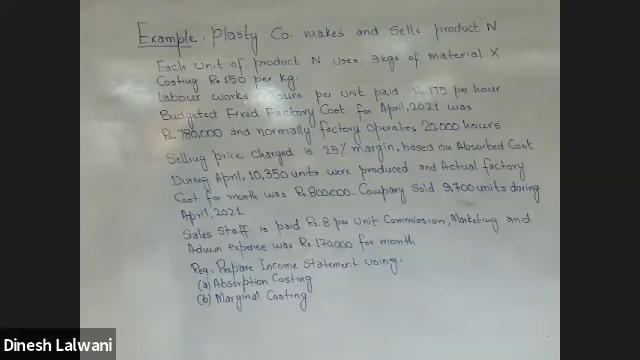 Example. Plasty Co. makes and Sells product N
Each Unit of product N uses 3kgs of material X
Costing Rs.150 per kg.
Labour works ours per unit paid Rs.175 per hour
Budgeted Fixed Factory Cost for April, 2021 was
Rs.780,000 and normally factory operates 20,000 hours
Selling price charged is 25% margin, based on Absorbed Cost
During April, 10,350 units were produced and Actual factory
Cost for month was Rs.800,000. Company Sold 9,700 units during
April, 2021
Sales Staff is paid Rs.8 per unit Commission, Marketing and
Admn expense was Rs 170,000 for month
Req. Prepare Income Statement Using:
(a) Absorption Costing
(b) Marginal Costing
Dinesh Lalwani